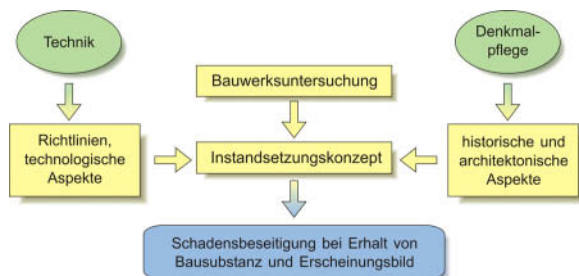 Technik
Denkmal-
pflege
Bauwerksuntersuchung
Richtlinien,
technologische
Aspekte
Instandsetzungskonzept
historische und
architektonische
Aspekte
Schadensbeseitigung bei Erhalt von
Bausubstanz und Erscheinungsbild